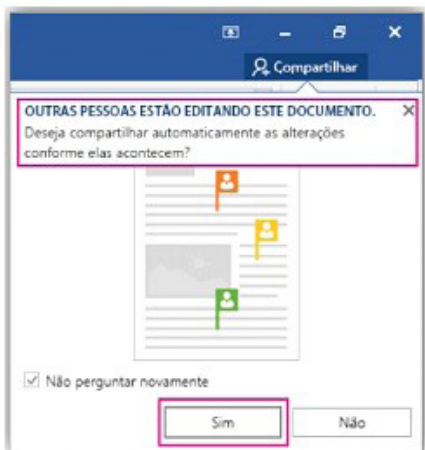 Compartilhar
OUTRAS PESSOAS ESTÃO EDITANDO ESTE DOCUMENTO.
Deseja compartilhar automaticamente as alterações
conforme elas acontecem?
Não perguntar novamente
Sim
Não